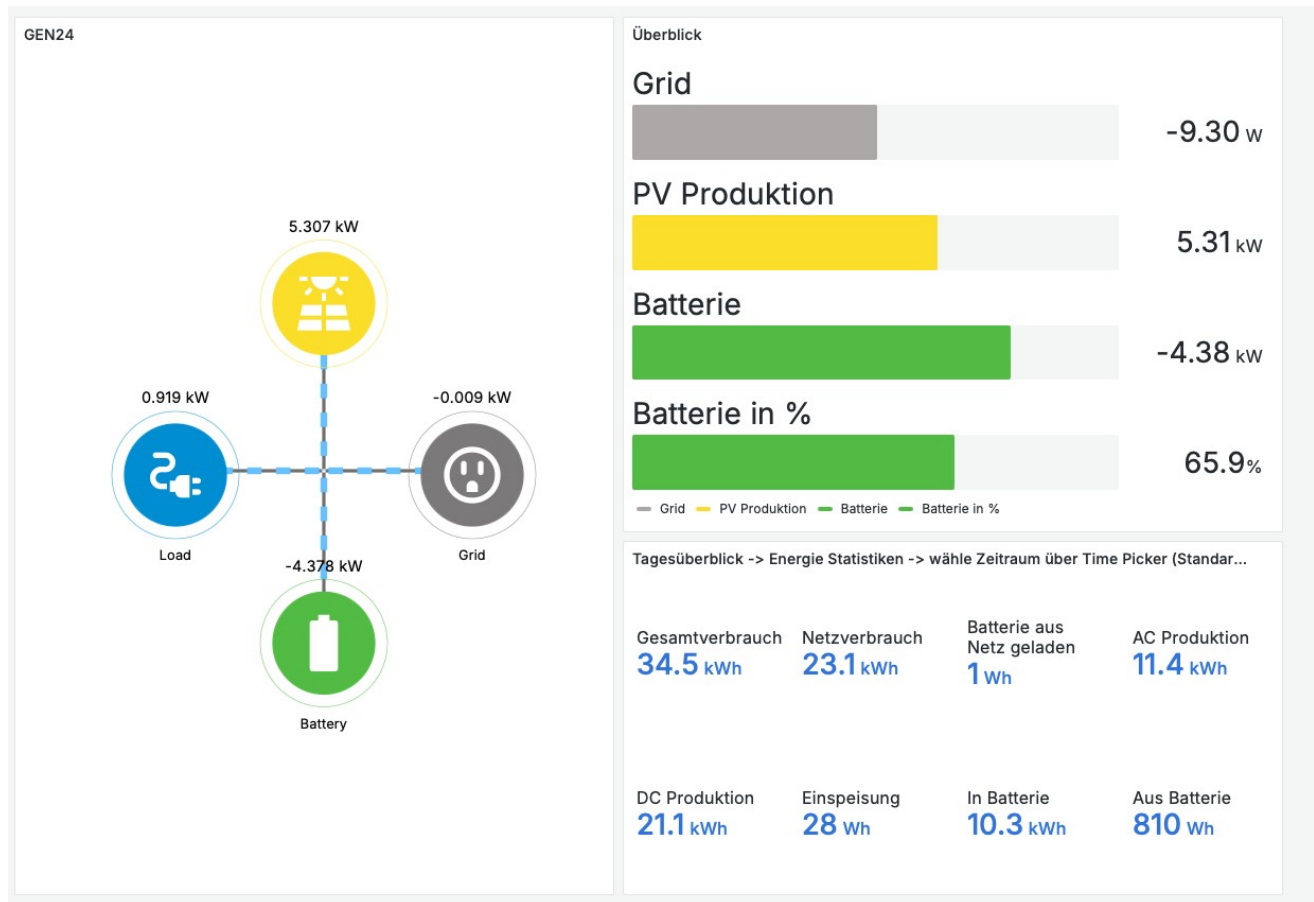 GEN24
5.307 kW
0.919 kW
-0.009 kW
Load
Grid
-4.378 kW
Battery
Überblick
Grid
-9.30 W
PV Produktion
5.31 kW
Batterie
-4.38 kW
Batterie in %
65.9%
Grid PV Produktion Batterie Batterie in %
Tagesüberblick -> Energie Statistiken -> wähle Zeitraum über Time Picker (Standar...
Gesamtverbrauch
34.5 kWh
Netzverbrauch
23.1 kWh
Batterie aus
Netz geladen
1 Wh
AC Produktion
11.4 kWh
DC Produktion
21.1 kWh
Einspeisung
28 Wh
In Batterie
10.3 kWh
Aus Batterie
810 Wh